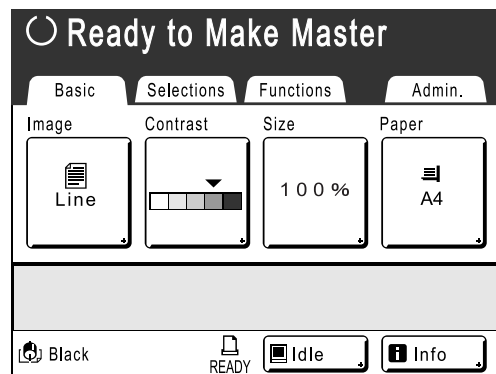 Ready to Make Master
Basic Selections Functions Admin.
Image Contrast Size Paper
Line 100% A4
Black READY Idle Info